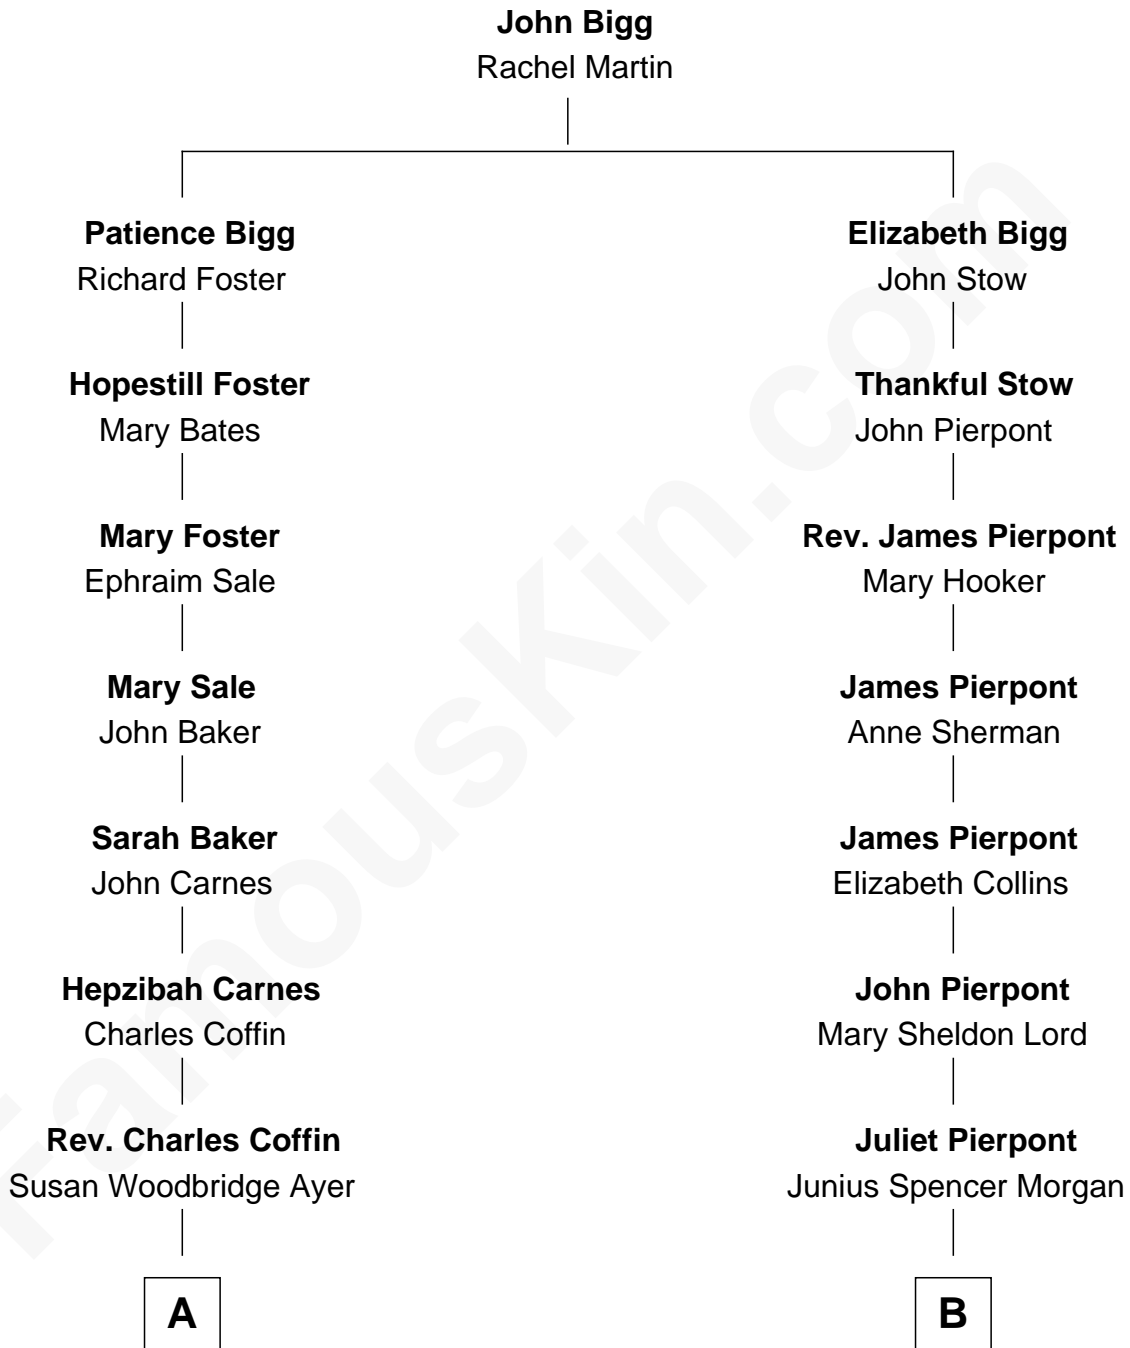 John Bigg
Rachel Martin
Patience Bigg
Richard Foster
Elizabeth Bigg
John Stow
Hopestill Foster
Mary Bates
Thankful Stow
John Pierpont
Mary Foster
Ephraim Sale
Rev. James Pierpont
Mary Hooker
Mary Sale
John Baker
James Pierpont
Anne Sherman
Sarah Baker
John Carnes
James Pierpont
Elizabeth Collins
Hepzibah Carnes
Charles Coffin
John Pierpont
Mary Sheldon Lord
Rev. Charles Coffin
Susan Woodbridge Ayer
Juliet Pierpont
Junius Spencer Morgan
A
B
FamousKin.com